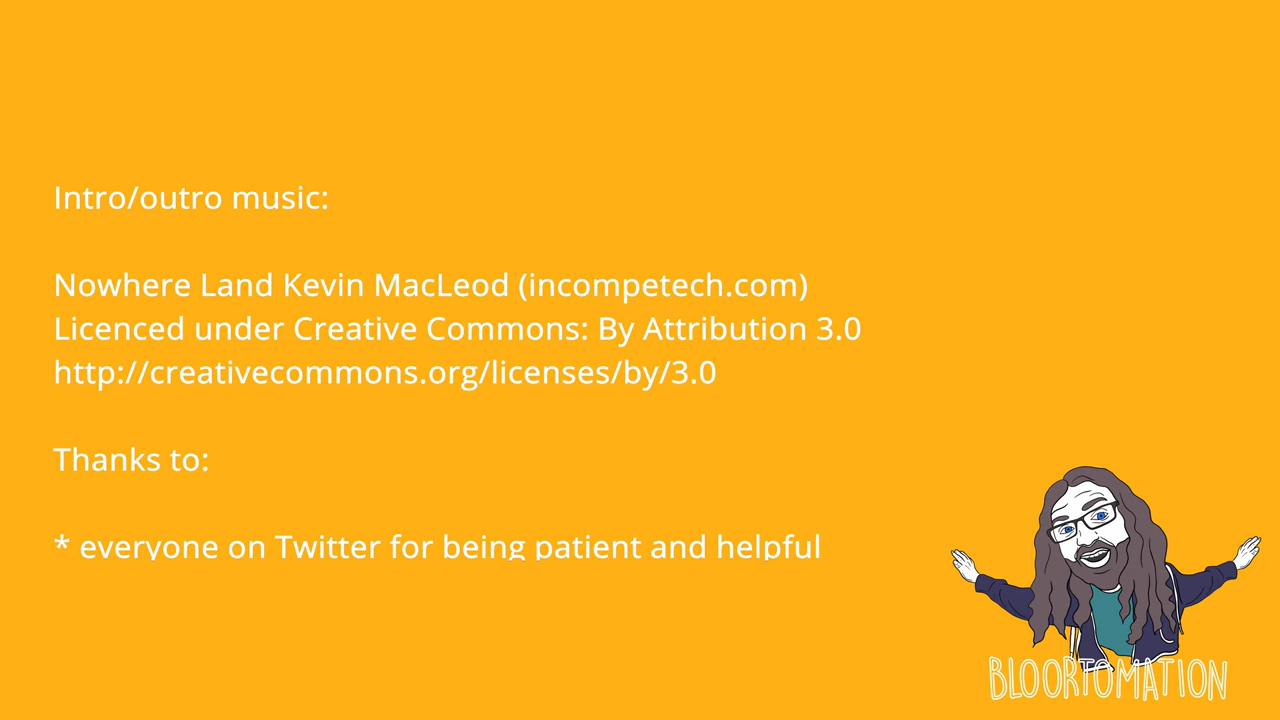 Intro/outro music:
Nowhere Land Kevin MacLeod (incompetech.com)
Licenced under Creative Commons: By Attribution 3.0
http://creativecommons.org/licenses/by/3.0
Thanks to:
* everyone on Twitter for being patient and helpful
BLOORTOMATION